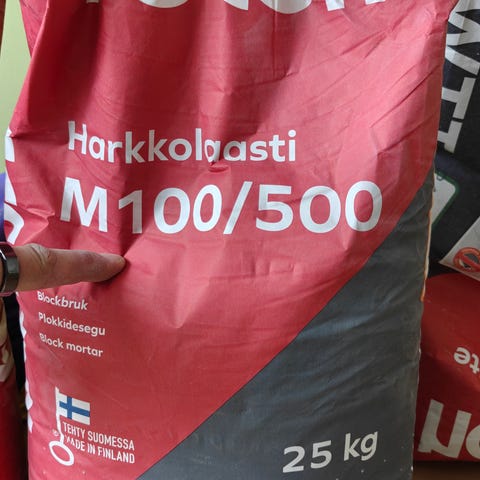 Harkkolaasti
M100/500
Blockbruk
Plokkidesegu
Block mortar
TEHTY SUOMESSA
MADE IN FINLAND
25 kg